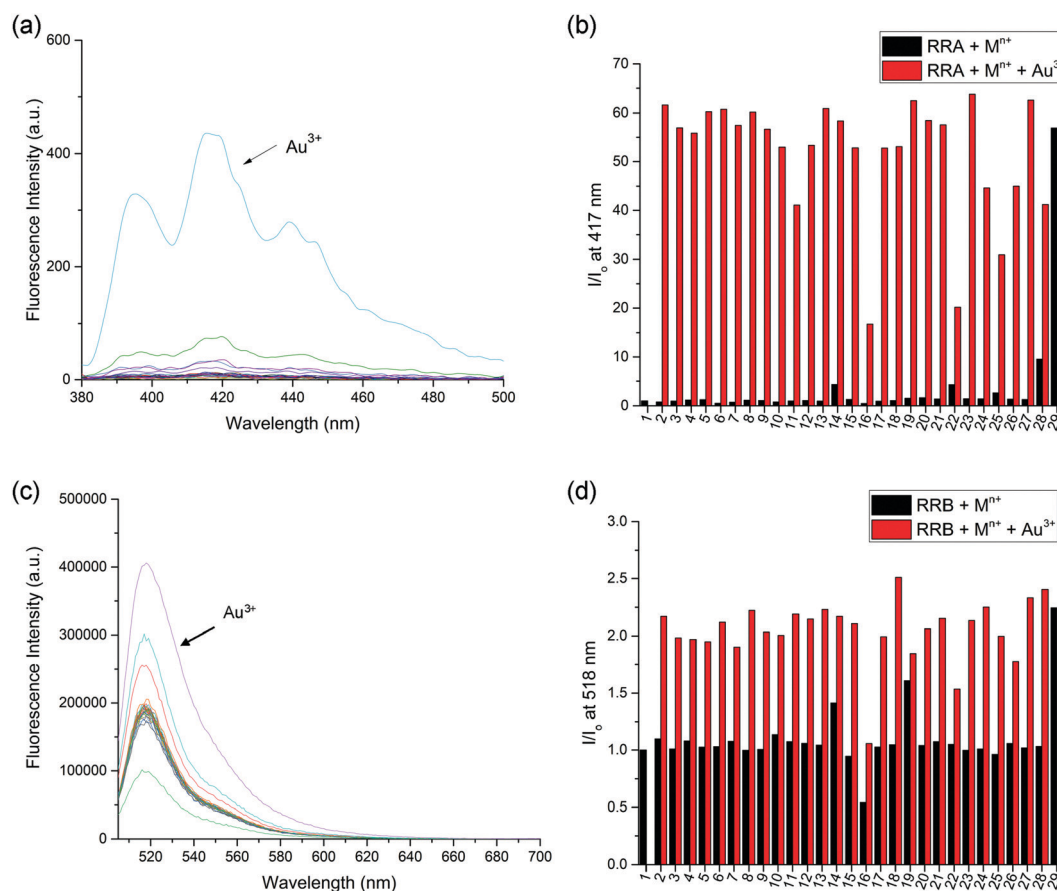 (a)
600
400
200
0
Fluorescence Intensity (a.u.)
Au³⁺
380 400 420 440 460 480 500
Wavelength (nm)
(b)
RRA + Mⁿ⁺
RRA + Mⁿ⁺ + Au³
70
60
50
40
30
20
10
0
I/Iₒ at 417 nm
1 2 3 4 5 6 7 8 9 10 11 12 13 14 15 16 17 18 19 20 21 22 23 24 25 26 27 28 29
(c)
500000
400000
300000
200000
100000
0
Fluorescence Intensity (a.u.)
Au³⁺
520 540 560 580 600 620 640 660 680 700
Wavelength (nm)
(d)
RRB + Mⁿ⁺
RRB + Mⁿ⁺ + Au³⁺
3.0
2.5
2.0
1.5
1.0
0.5
0.0
I/Iₒ at 518 nm
1 2 3 4 5 6 7 8 9 10 11 12 13 14 15 16 17 18 19 20 21 22 23 24 25 26 27 28 29